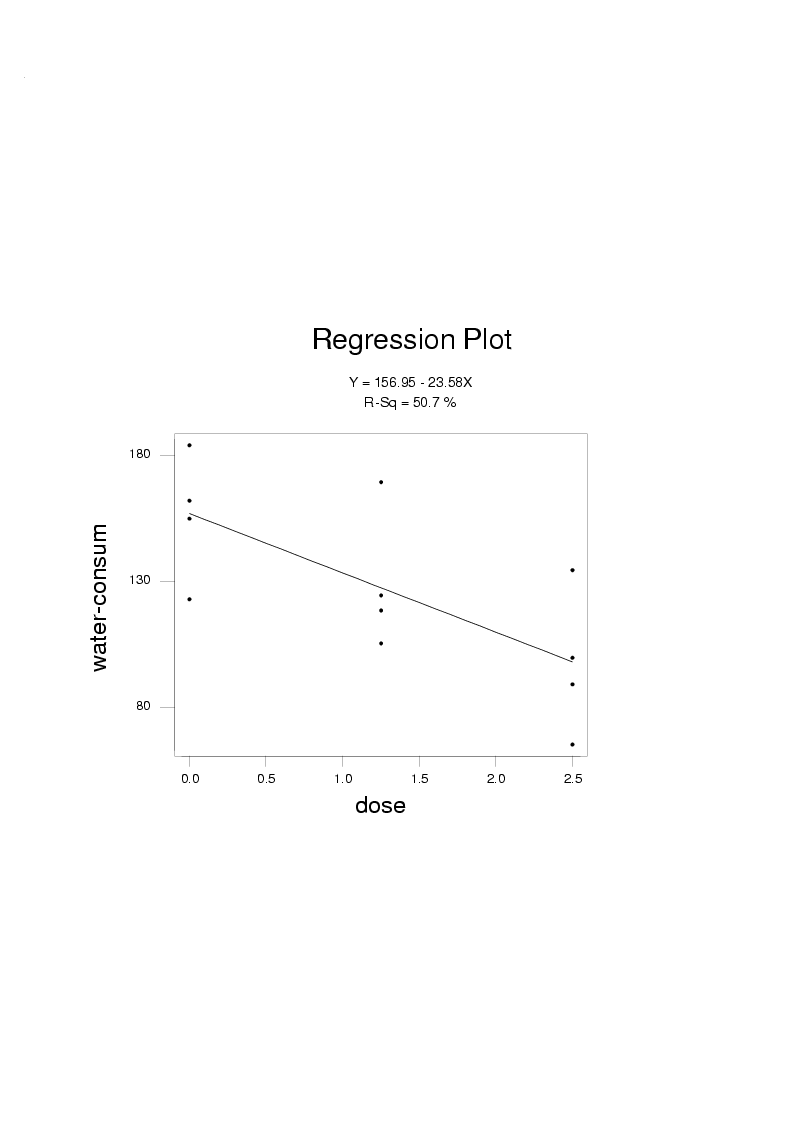 Regression Plot
Y = 156.95 - 23.58X
R-Sq = 50.7 %
180
130
80
water-consum
0.0 0.5 1.0 1.5 2.0 2.5
dose